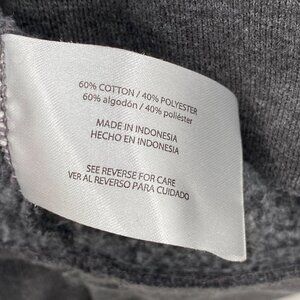 60% COTTON / 40% POLYESTER
60% algodón / 40% poliéster
MADE IN INDONESIA
HECHO EN INDONESIA
SEE REVERSE FOR CARE
VER AL REVERSO PARA CUIDADO